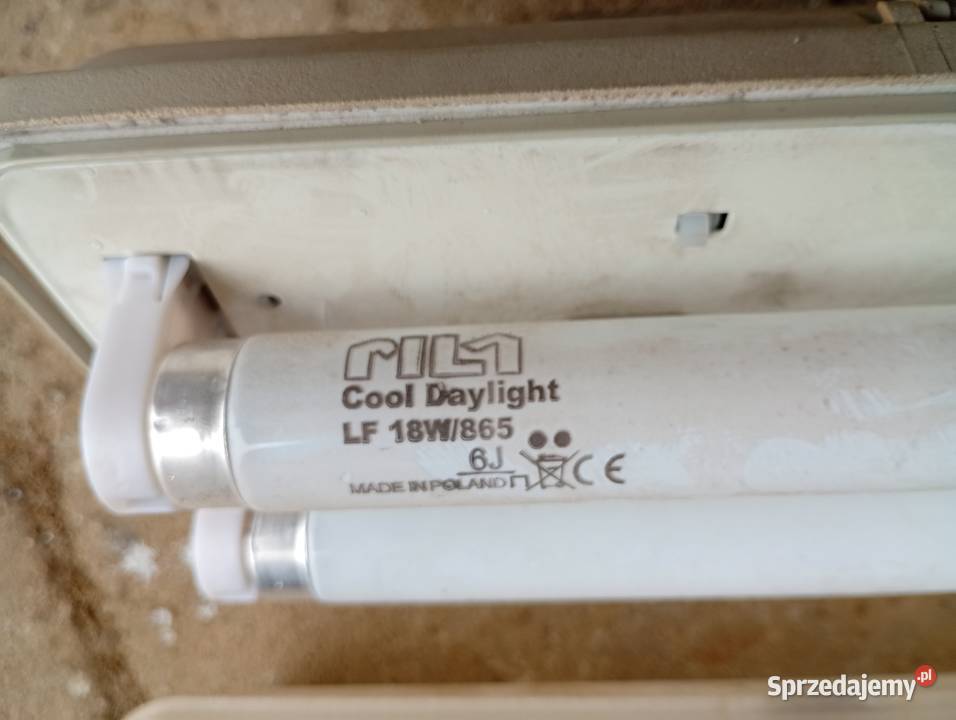 PILA
Cool Daylight
LF 18W/865
6J
MADE IN POLAND CE
Sprzedajemy.pl